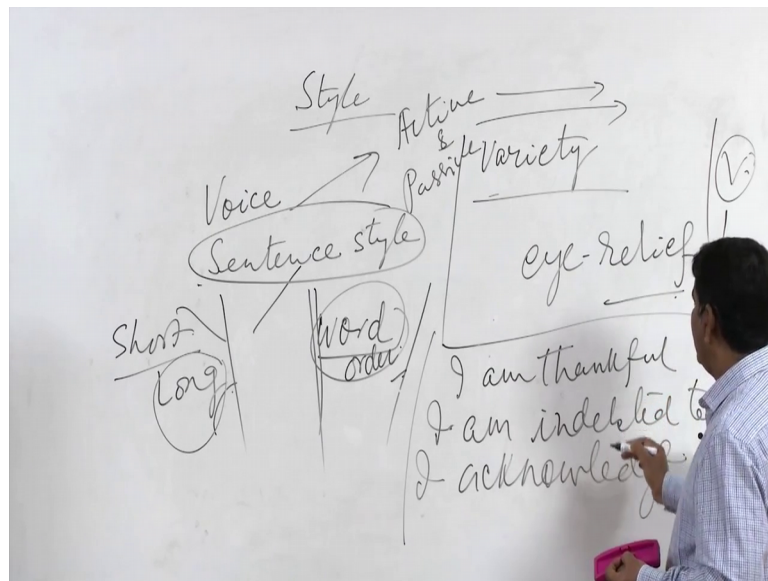 Style
Active
&
Passive
Variety
V.
Voice
Sentence style
eye-relief
Short
Long
Word
order
I am thankful
I am indebted to
I acknowledge